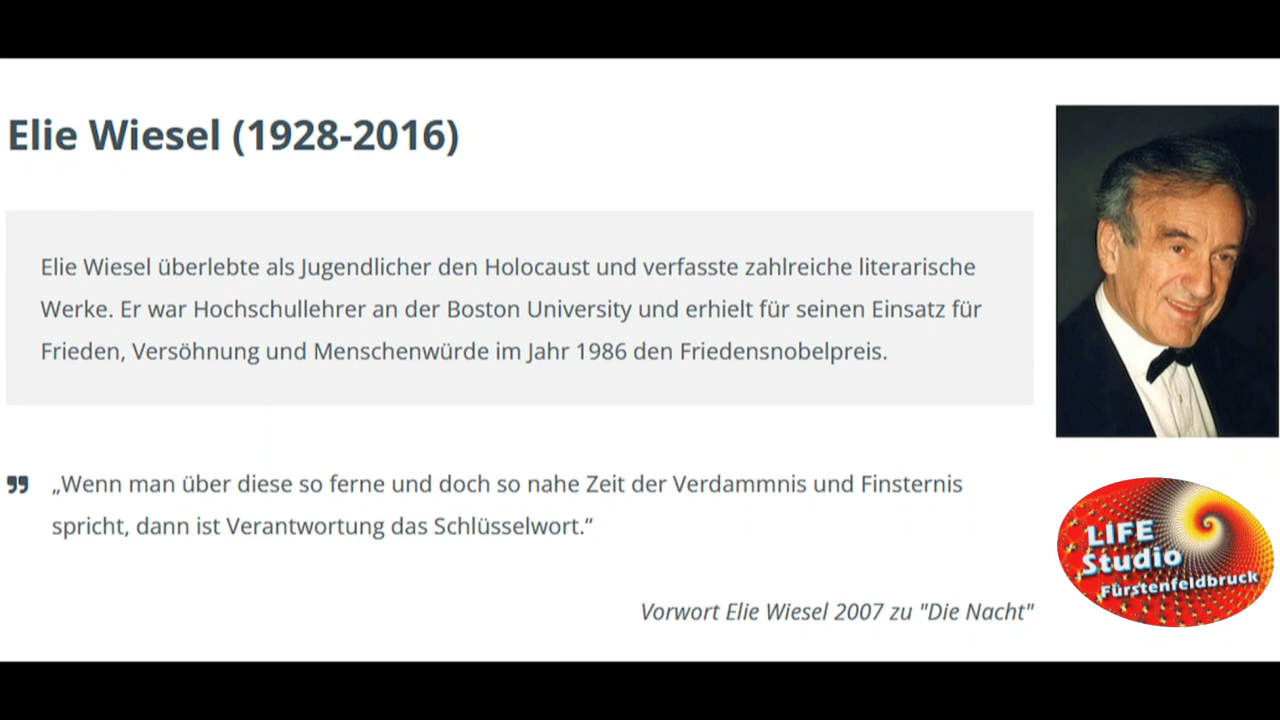 Elie Wiesel (1928-2016)
Elie Wiesel überlebte als Jugendlicher den Holocaust und verfasste zahlreiche literarische
Werke. Er war Hochschullehrer an der Boston University und erhielt für seinen Einsatz für
Frieden, Versöhnung und Menschenwürde im Jahr 1986 den Friedensnobelpreis.
„Wenn man über diese so ferne und doch so nahe Zeit der Verdammnis und Finsternis
spricht, dann ist Verantwortung das Schlüsselwort.“
Vorwort Elie Wiesel 2007 zu "Die Nacht"
LIFE
Studio
Fürstenfeldbruck